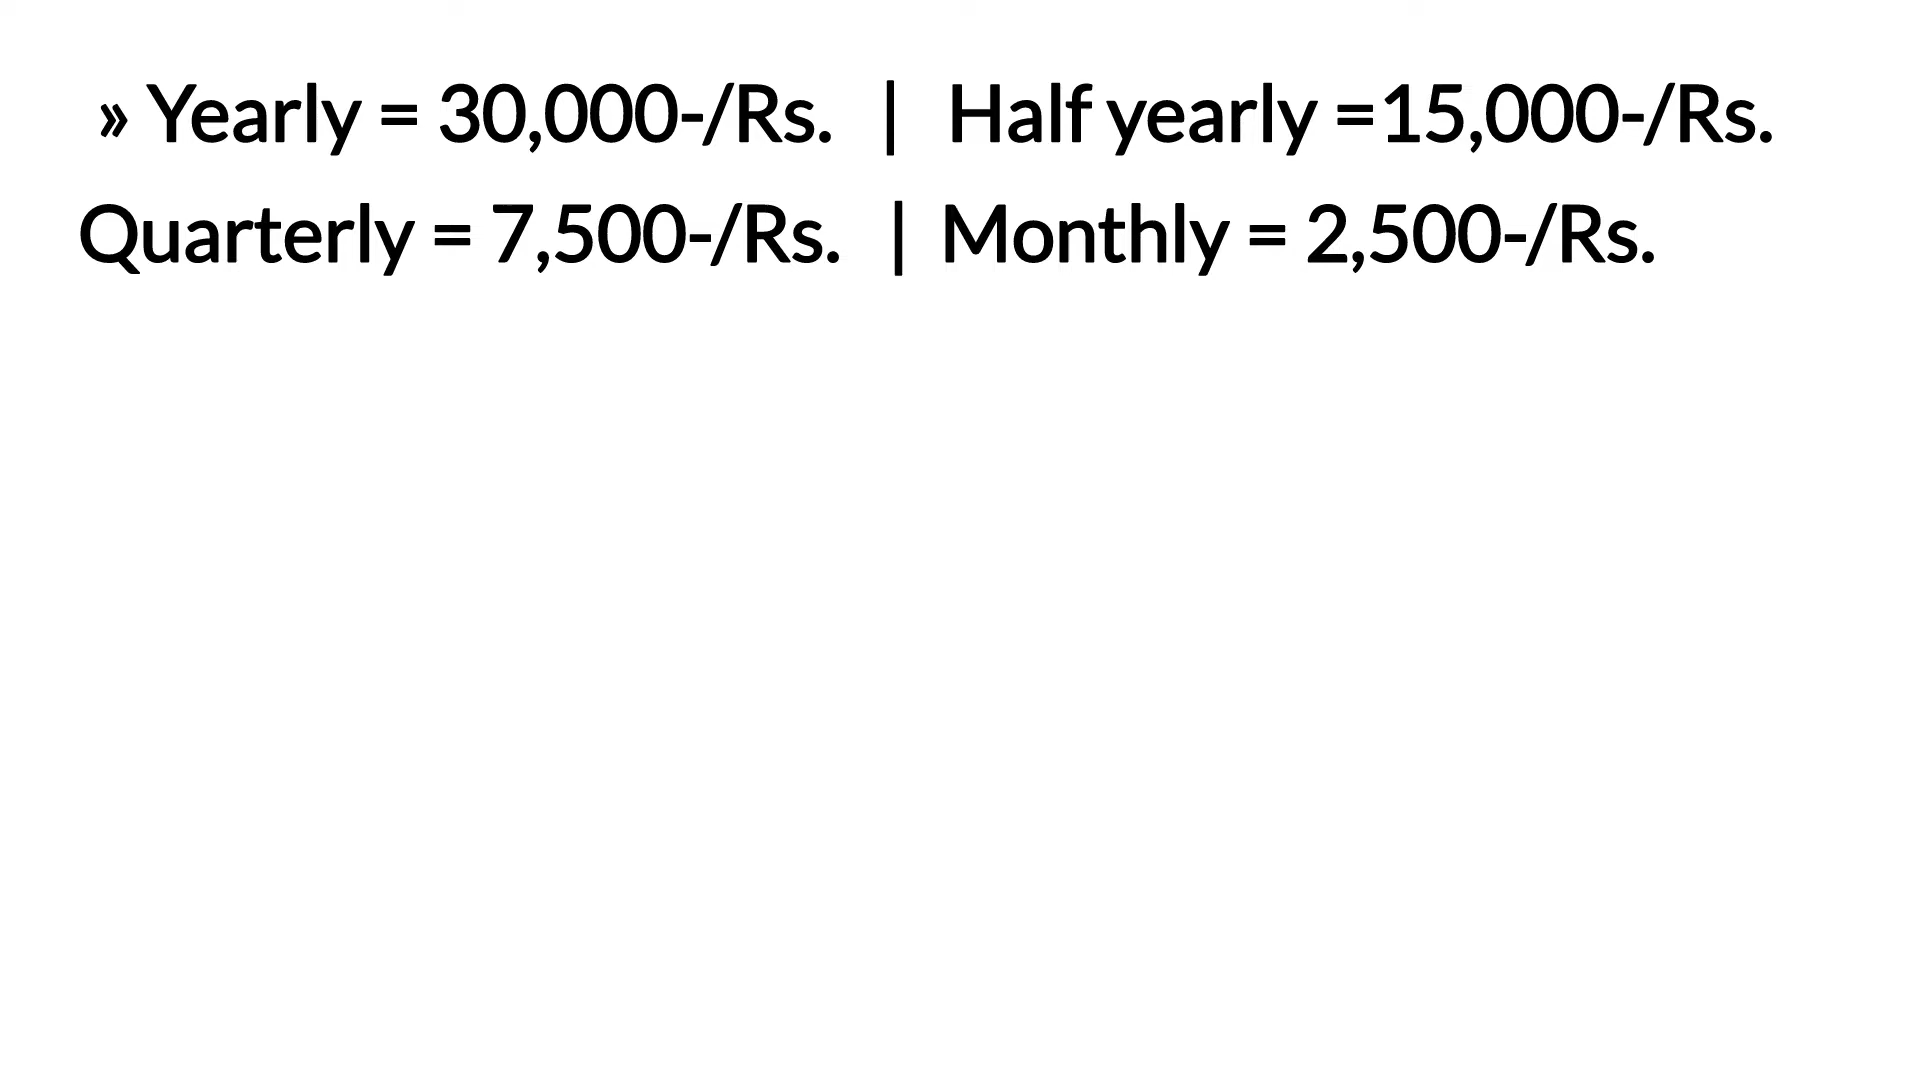 » Yearly = 30,000-/Rs. | Half yearly =15,000-/Rs.
Quarterly = 7,500-/Rs. | Monthly = 2,500-/Rs.